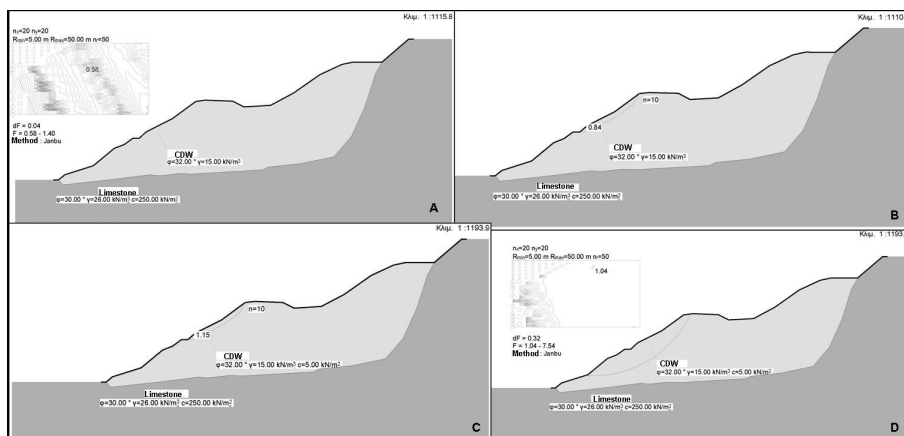 Κλιμ. 1 :1115.8
nx=20 ny=20
Rmin=5.00 m Rmax=50.00 m nr=50
0.58
dF = 0.04
F = 0.58 - 1.40
Method : Janbu
CDW
φ=32.00 ° γ=15.00 kN/m3
Limestone
φ=30.00 ° γ=26.00 kN/m3 c=250.00 kN/m2
A
Κλιμ. 1 :1110.
n=10
0.84
CDW
φ=32.00 ° γ=15.00 kN/m3
Limestone
φ=30.00 ° γ=26.00 kN/m3 c=250.00 kN/m2
B
Κλιμ. 1 :1193.9
n=10
1.15
CDW
φ=32.00 ° γ=15.00 kN/m3 c=5.00 kN/m2
Limestone
φ=30.00 ° γ=26.00 kN/m3 c=250.00 kN/m2
C
Κλιμ. 1 :1193.
nx=20 ny=20
Rmin=5.00 m Rmax=50.00 m nr=50
1.04
dF = 0.32
F = 1.04 - 7.54
Method : Janbu
CDW
φ=32.00 ° γ=15.00 kN/m3 c=5.00 kN/m2
Limestone
φ=30.00 ° γ=26.00 kN/m3 c=250.00 kN/m2
D